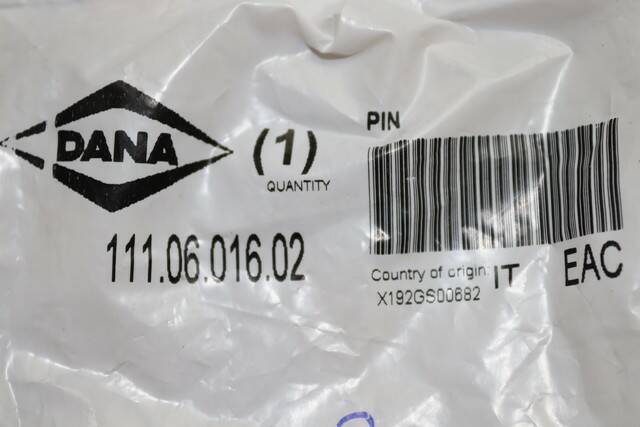 DANA
(1)
QUANTITY
111.06.016.02
PIN
Country of origin: IT
EAC
X192GS00682